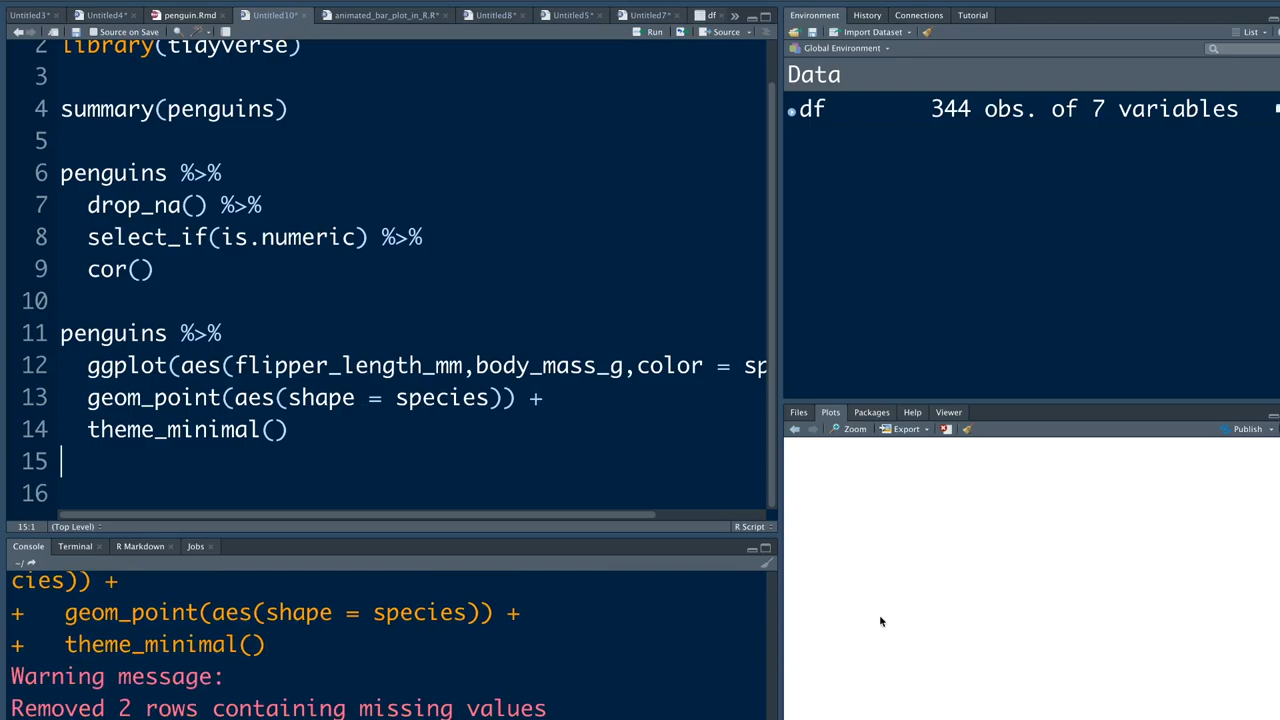 Untitled3* Untitled4* penguin.Rmd Untitled10* animated_bar_plot_in_R.R* Untitled8* Untitled5* Untitled7* df
Source on Save Run Source
2 library(tidyverse)
3
4 summary(penguins)
5
6 penguins %>%
7 drop_na() %>%
8 select_if(is.numeric) %>%
9 cor()
10
11 penguins %>%
12 ggplot(aes(flipper_length_mm,body_mass_g,color = sp
13 geom_point(aes(shape = species)) +
14 theme_minimal()
15
16
15:1 (Top Level) R Script
Console Terminal R Markdown Jobs
~/
cies)) +
+ geom_point(aes(shape = species)) +
+ theme_minimal()
Warning message:
Removed 2 rows containing missing values
Environment History Connections Tutorial
Import Dataset List
Global Environment
Data
df 344 obs. of 7 variables
Files Plots Packages Help Viewer
Zoom Export Publish